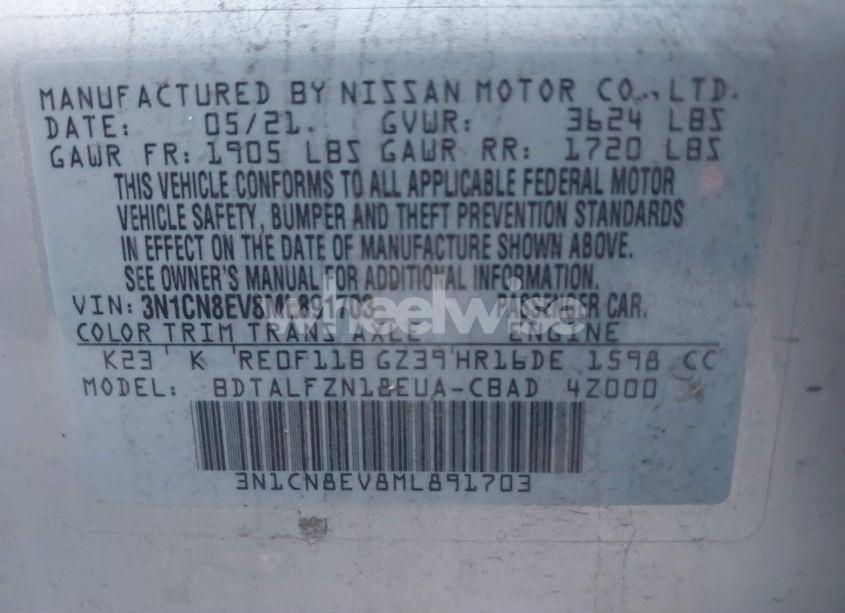 MANUFACTURED BY NISSAN MOTOR CO., LTD.
DATE: 05/21. GVWR: 3624 LBS
GAWR FR: 1905 LBS GAWR RR: 1720 LBS
THIS VEHICLE CONFORMS TO ALL APPLICABLE FEDERAL MOTOR
VEHICLE SAFETY, BUMPER AND THEFT PREVENTION STANDARDS
IN EFFECT ON THE DATE OF MANUFACTURE SHOWN ABOVE.
SEE OWNER'S MANUAL FOR ADDITIONAL INFORMATION.
VIN: 3N1CN8EV8ML891703 PASSENGER CAR.
wheelwise
COLOR TRIM TRANS AXLE ENGINE
K23 K RE0F11B GZ39 HR16DE 1598 CC
MODEL: BDTALFZN18EUA-CBAD 4Z000
3N1CN8EV8ML891703